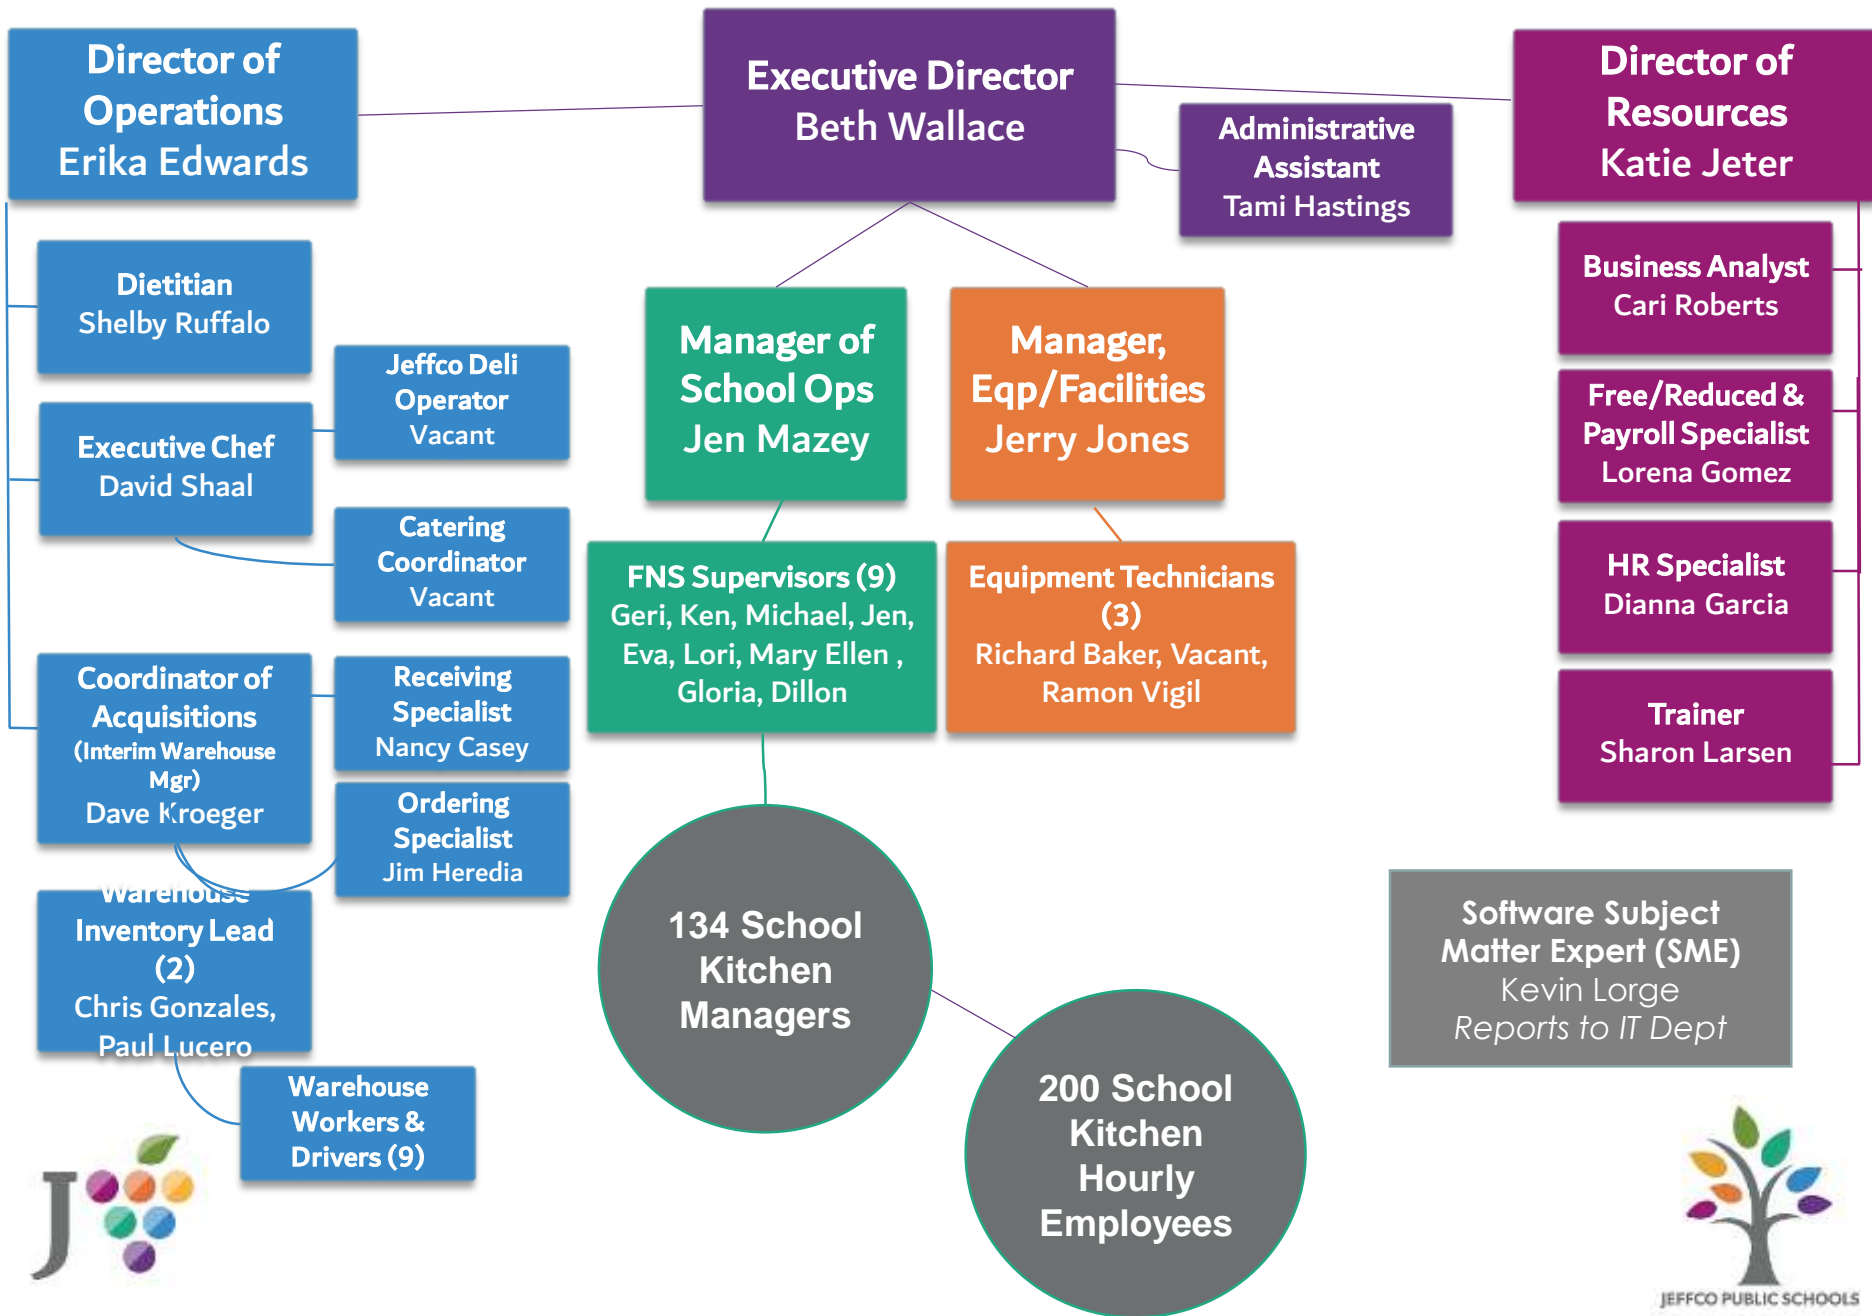 Director of
Operations
Erika Edwards
Executive Director
Beth Wallace
Administrative
Assistant
Tami Hastings
Director of
Resources
Katie Jeter
Dietitian
Shelby Ruffalo
Jeffco Deli
Operator
Vacant
Executive Chef
David Shaal
Catering
Coordinator
Vacant
Coordinator of
Acquisitions
(Interim Warehouse
Mgr)
Dave Kroeger
Receiving
Specialist
Nancy Casey
Ordering
Specialist
Jim Heredia
Warehouse
Inventory Lead
(2)
Chris Gonzales,
Paul Lucero
Warehouse
Workers &
Drivers (9)
Manager of
School Ops
Jen Mazey
FNS Supervisors (9)
Geri, Ken, Michael, Jen,
Eva, Lori, Mary Ellen ,
Gloria, Dillon
134 School
Kitchen
Managers
200 School
Kitchen
Hourly
Employees
Manager,
Eqp/Facilities
Jerry Jones
Equipment Technicians
(3)
Richard Baker, Vacant,
Ramon Vigil
Business Analyst
Cari Roberts
Free/Reduced &
Payroll Specialist
Lorena Gomez
HR Specialist
Dianna Garcia
Trainer
Sharon Larsen
Software Subject
Matter Expert (SME)
Kevin Lorge
Reports to IT Dept
J
JEFFCO PUBLIC SCHOOLS